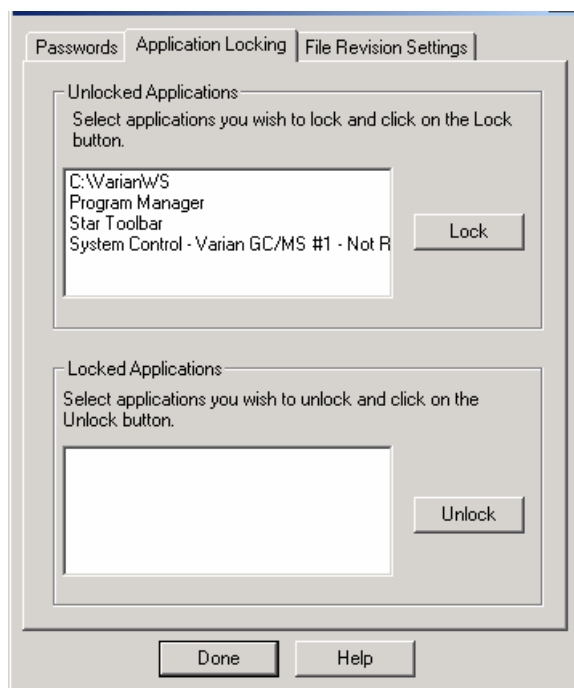 Passwords
Application Locking
File Revision Settings
Unlocked Applications
Select applications you wish to lock and click on the Lock
button.
C:\VarianWS
Program Manager
Star Toolbar
System Control - Varian GC/MS #1 - Not R
Lock
Locked Applications
Select applications you wish to unlock and click on the
Unlock button.
Unlock
Done
Help